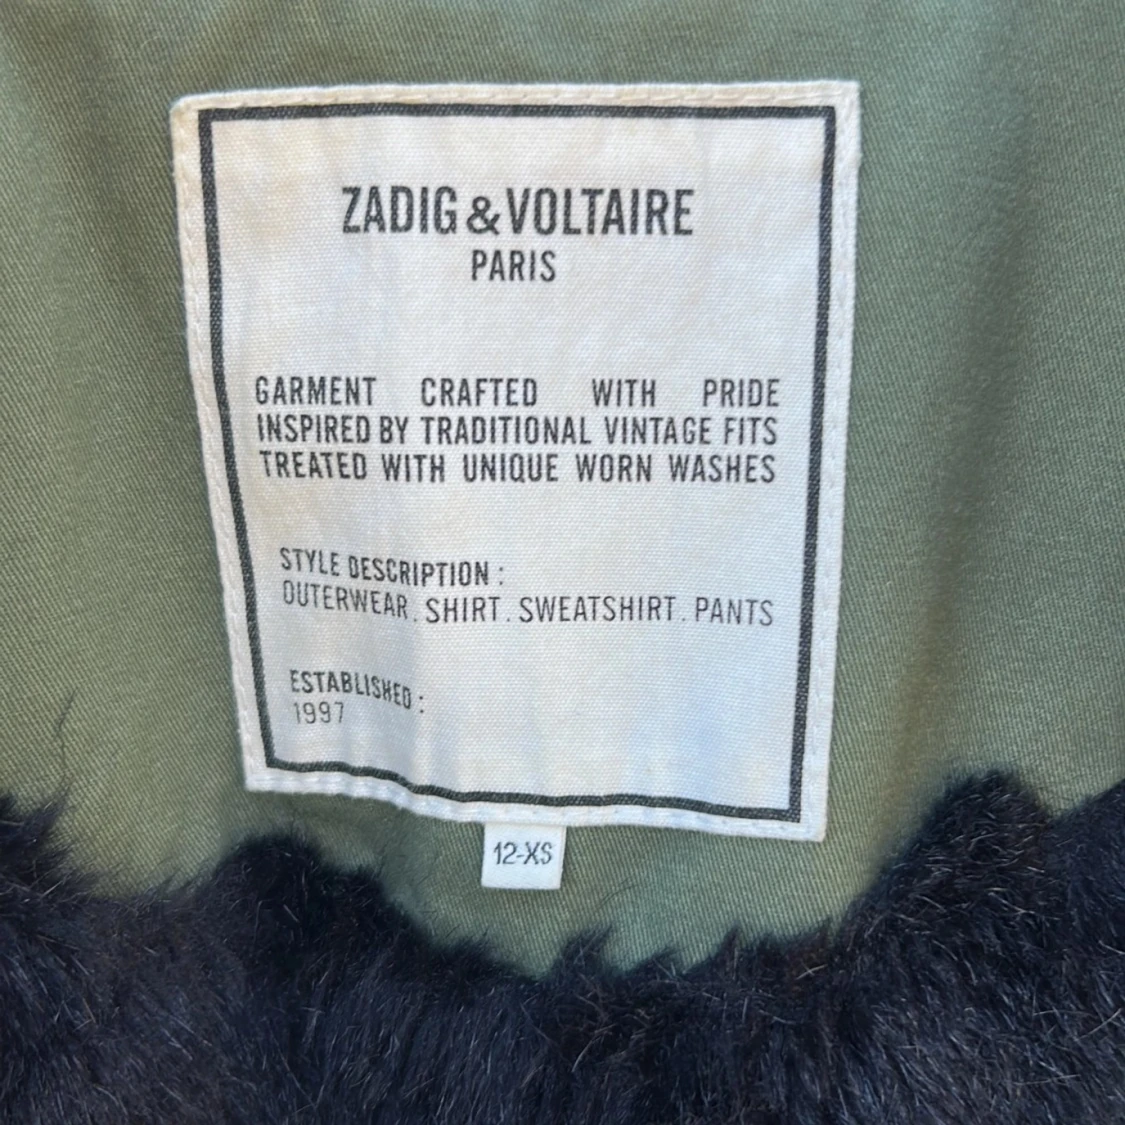 ZADIG & VOLTAIRE
PARIS
GARMENT CRAFTED WITH PRIDE
INSPIRED BY TRADITIONAL VINTAGE FITS
TREATED WITH UNIQUE WORN WASHES
STYLE DESCRIPTION :
OUTERWEAR . SHIRT . SWEATSHIRT . PANTS
ESTABLISHED :
1997
12-XS